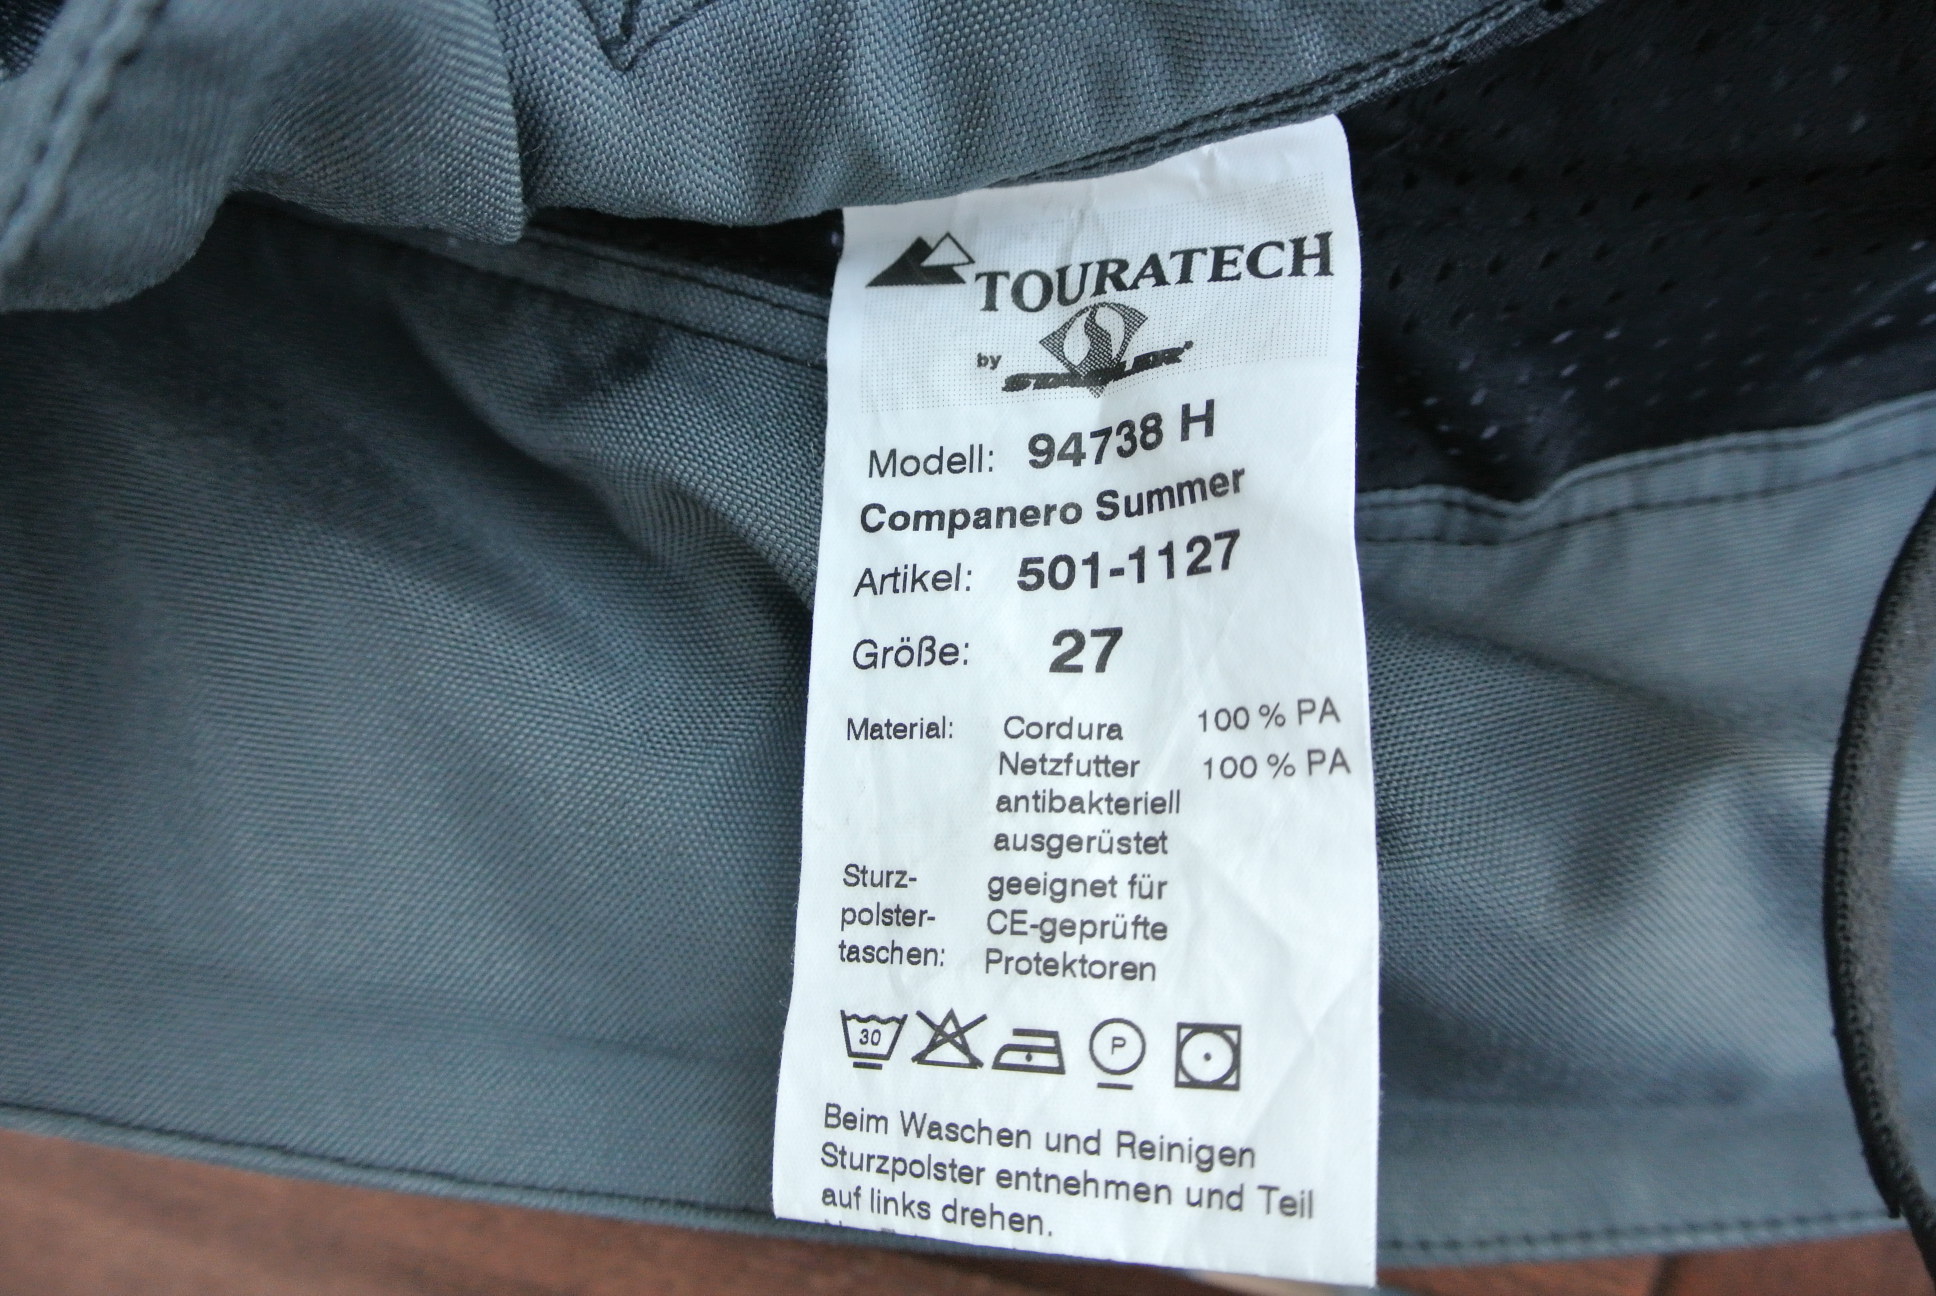 TOURATECH
by STADLER
Modell: 94738 H
Companero Summer
Artikel: 501-1127
Größe: 27
Material: Cordura 100 % PA
Netzfutter 100 % PA
antibakteriell
ausgerüstet
Sturz- geeignet für
polster- CE-geprüfte
taschen: Protektoren
30 P
Beim Waschen und Reinigen
Sturzpolster entnehmen und Teil
auf links drehen.